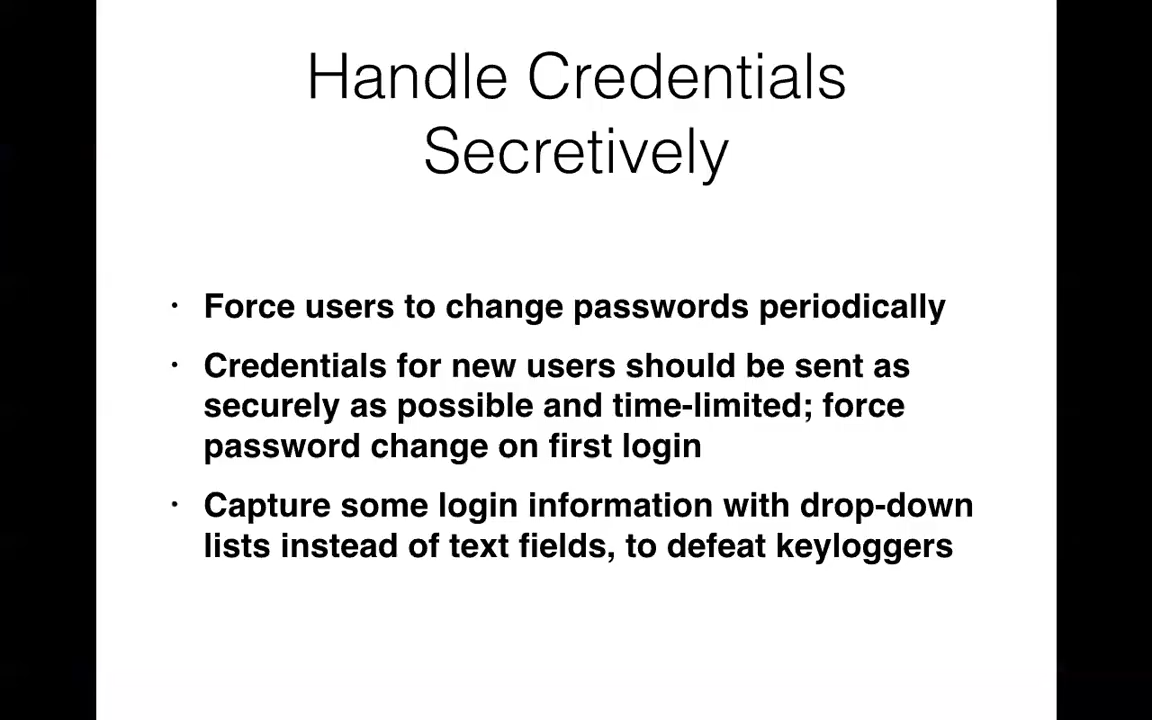 Handle Credentials
Secretively
· Force users to change passwords periodically
· Credentials for new users should be sent as
securely as possible and time-limited; force
password change on first login
· Capture some login information with drop-down
lists instead of text fields, to defeat keyloggers